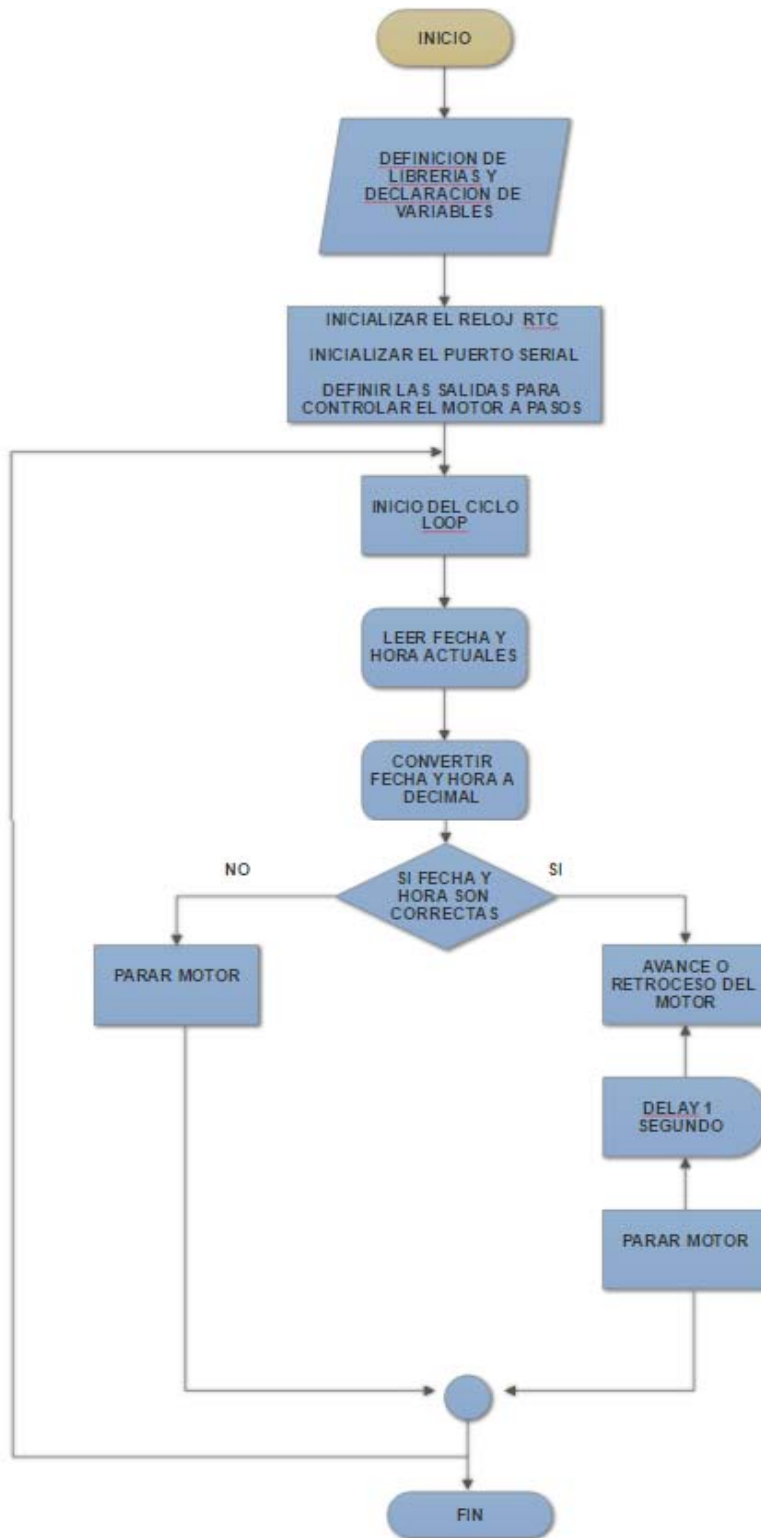 INICIO
DEFINICION DE
LIBRERIAS Y
DECLARACION DE
VARIABLES
INICIALIZAR EL RELOJ RTC
INICIALIZAR EL PUERTO SERIAL
DEFINIR LAS SALIDAS PARA
CONTROLAR EL MOTOR A PASOS
INICIO DEL CICLO
LOOP
LEER FECHA Y
HORA ACTUALES
CONVERTIR
FECHA Y HORA A
DECIMAL
NO
SI FECHA Y
HORA SON
CORRECTAS
SI
PARAR MOTOR
AVANCE O
RETROCESO DEL
MOTOR
DELAY 1
SEGUNDO
PARAR MOTOR
FIN